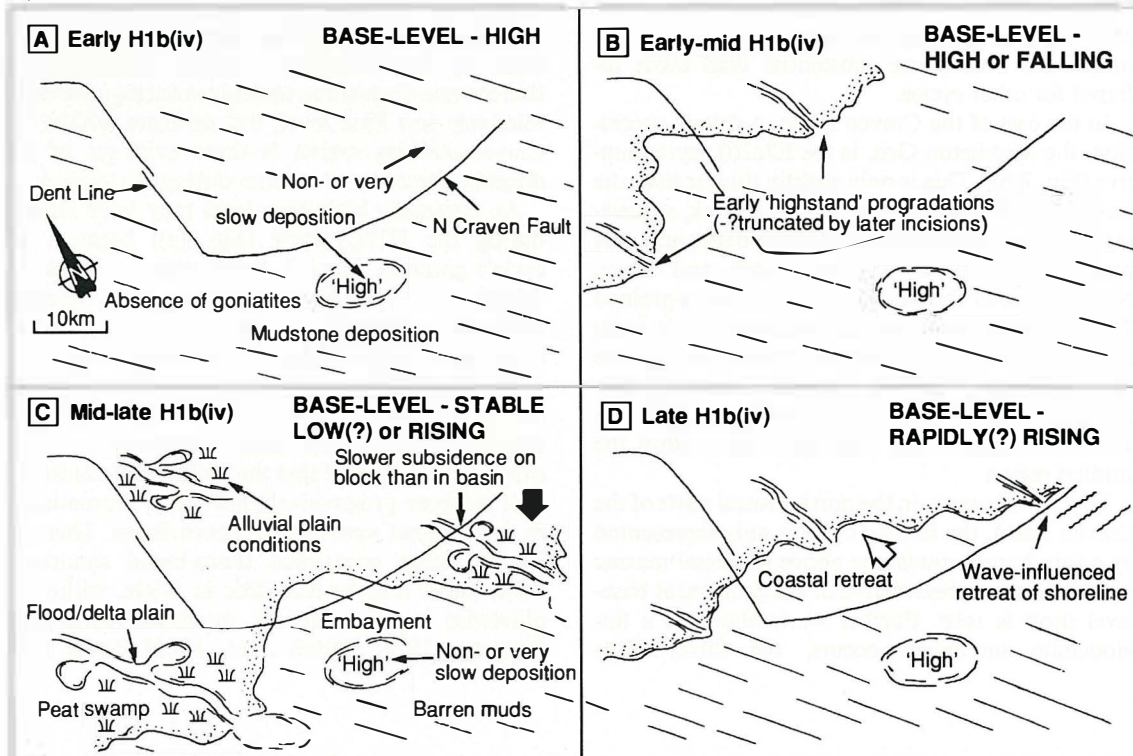 A Early H1b(iv)
BASE-LEVEL - HIGH
Dent Line
Non- or very
slow deposition
N Craven Fault
N
Absence of goniatites
'High'
10km
Mudstone deposition
B Early-mid H1b(iv)
BASE-LEVEL -
HIGH or FALLING
Early 'highstand' progradations
(-?truncated by later incisions)
'High'
C Mid-late H1b(iv)
BASE-LEVEL - STABLE
LOW(?) or RISING
Slower subsidence on
block than in basin
Alluvial plain
conditions
Flood/delta plain
Embayment
'High'
Non- or very
slow deposition
Peat swamp
Barren muds
D Late H1b(iv)
BASE-LEVEL -
RAPIDLY(?) RISING
Coastal retreat
Wave-influenced
retreat of shoreline
'High'